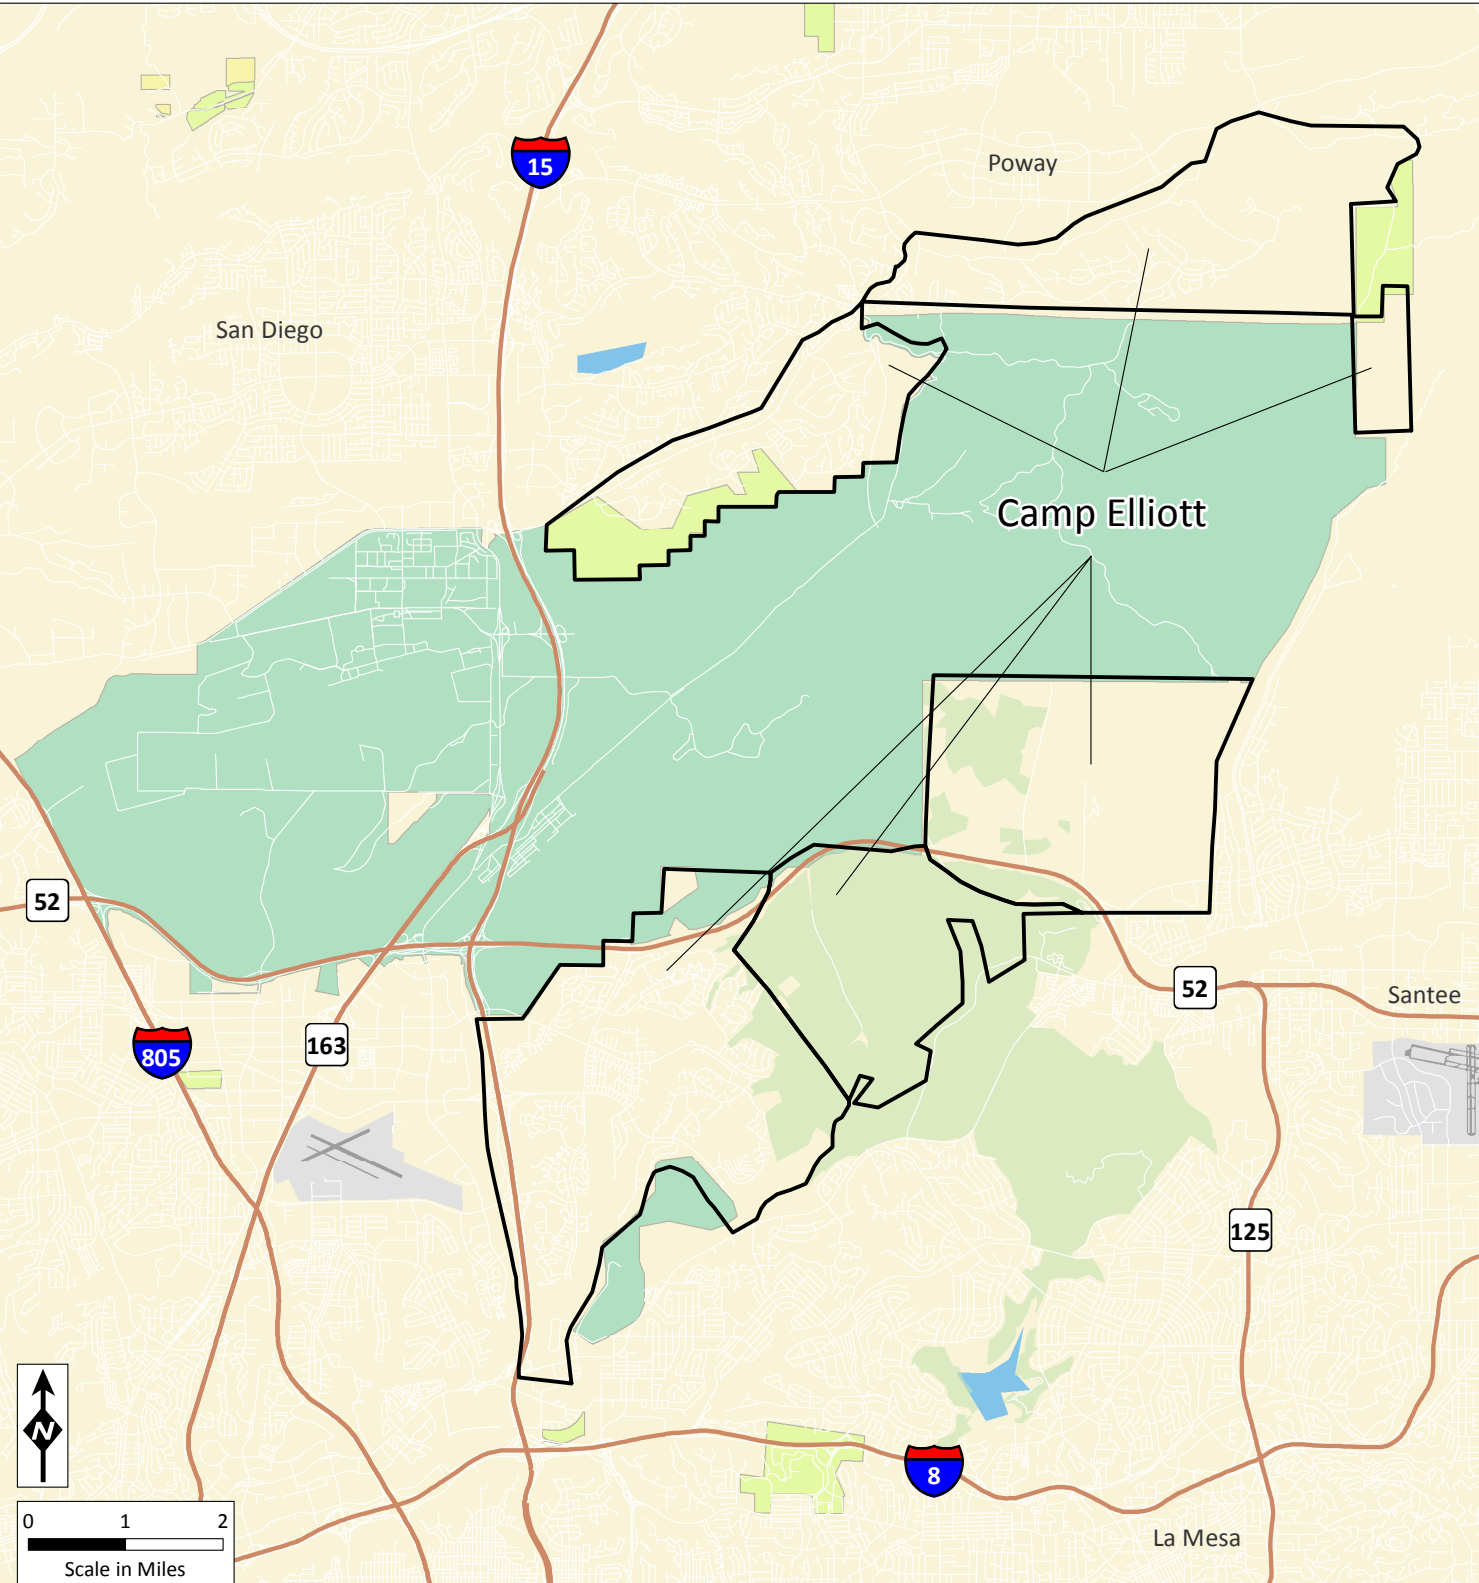 15
Poway
San Diego
Camp Elliott
52
52
Santee
163
805
125
8
N
0 1 2
Scale in Miles
La Mesa